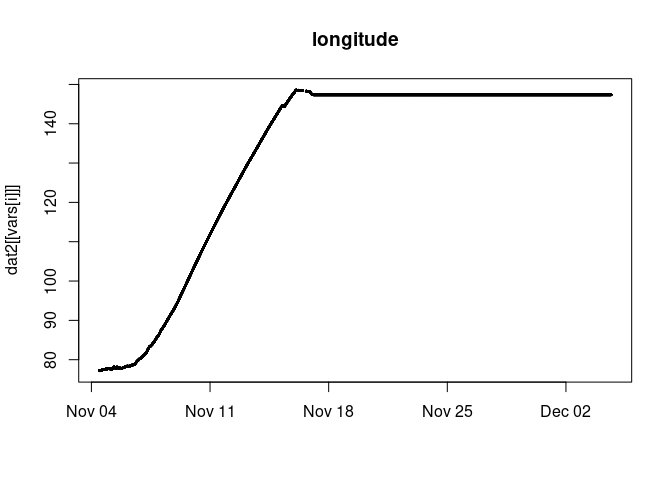 longitude
dat2[[vars[i]]]
140
120
100
90
80
Nov 04
Nov 11
Nov 18
Nov 25
Dec 02